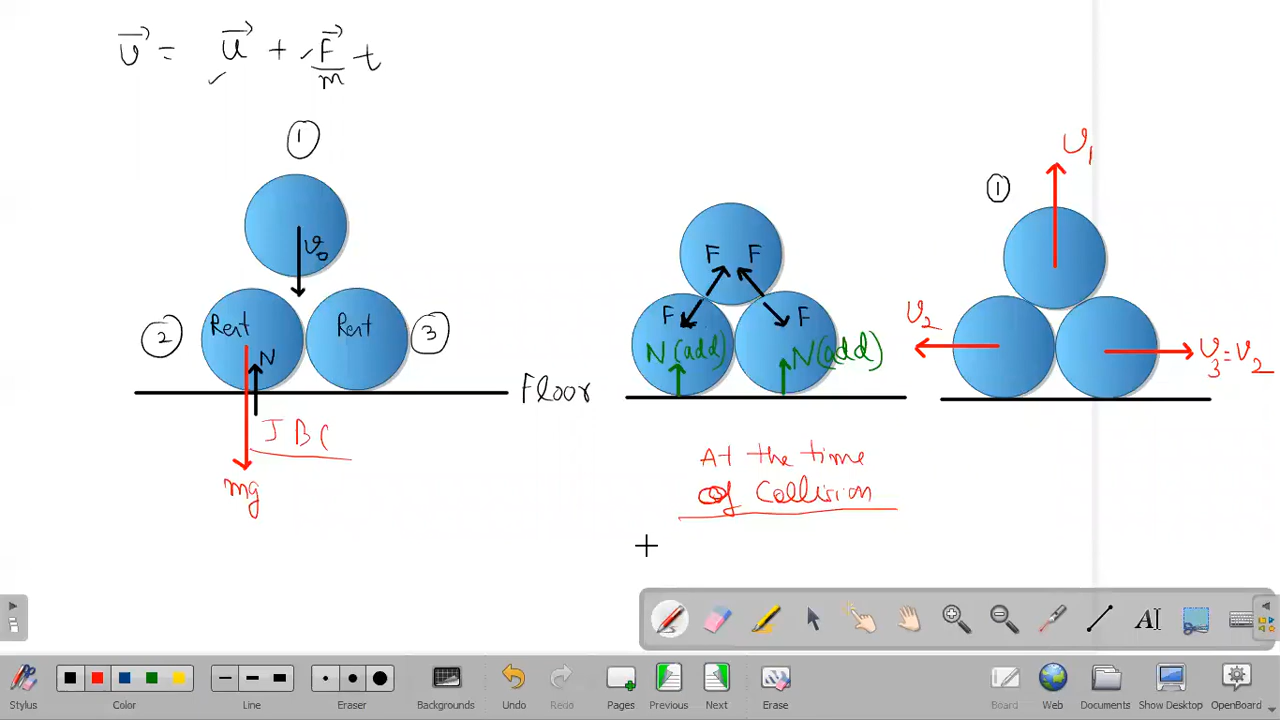 v⃗ = u⃗ + F⃗/m t
①
v₀
② Rest Rest ③
N
Floor
JBC
mg
F F
F F
N(add) N(add)
At the time
of Collision
v₁
①
v₂
v₃ = v₂
Stylus
Color
Line
Eraser
Backgrounds
Undo
Redo
Pages
Previous
Next
Erase
Board
Web
Documents
Show Desktop
OpenBoard